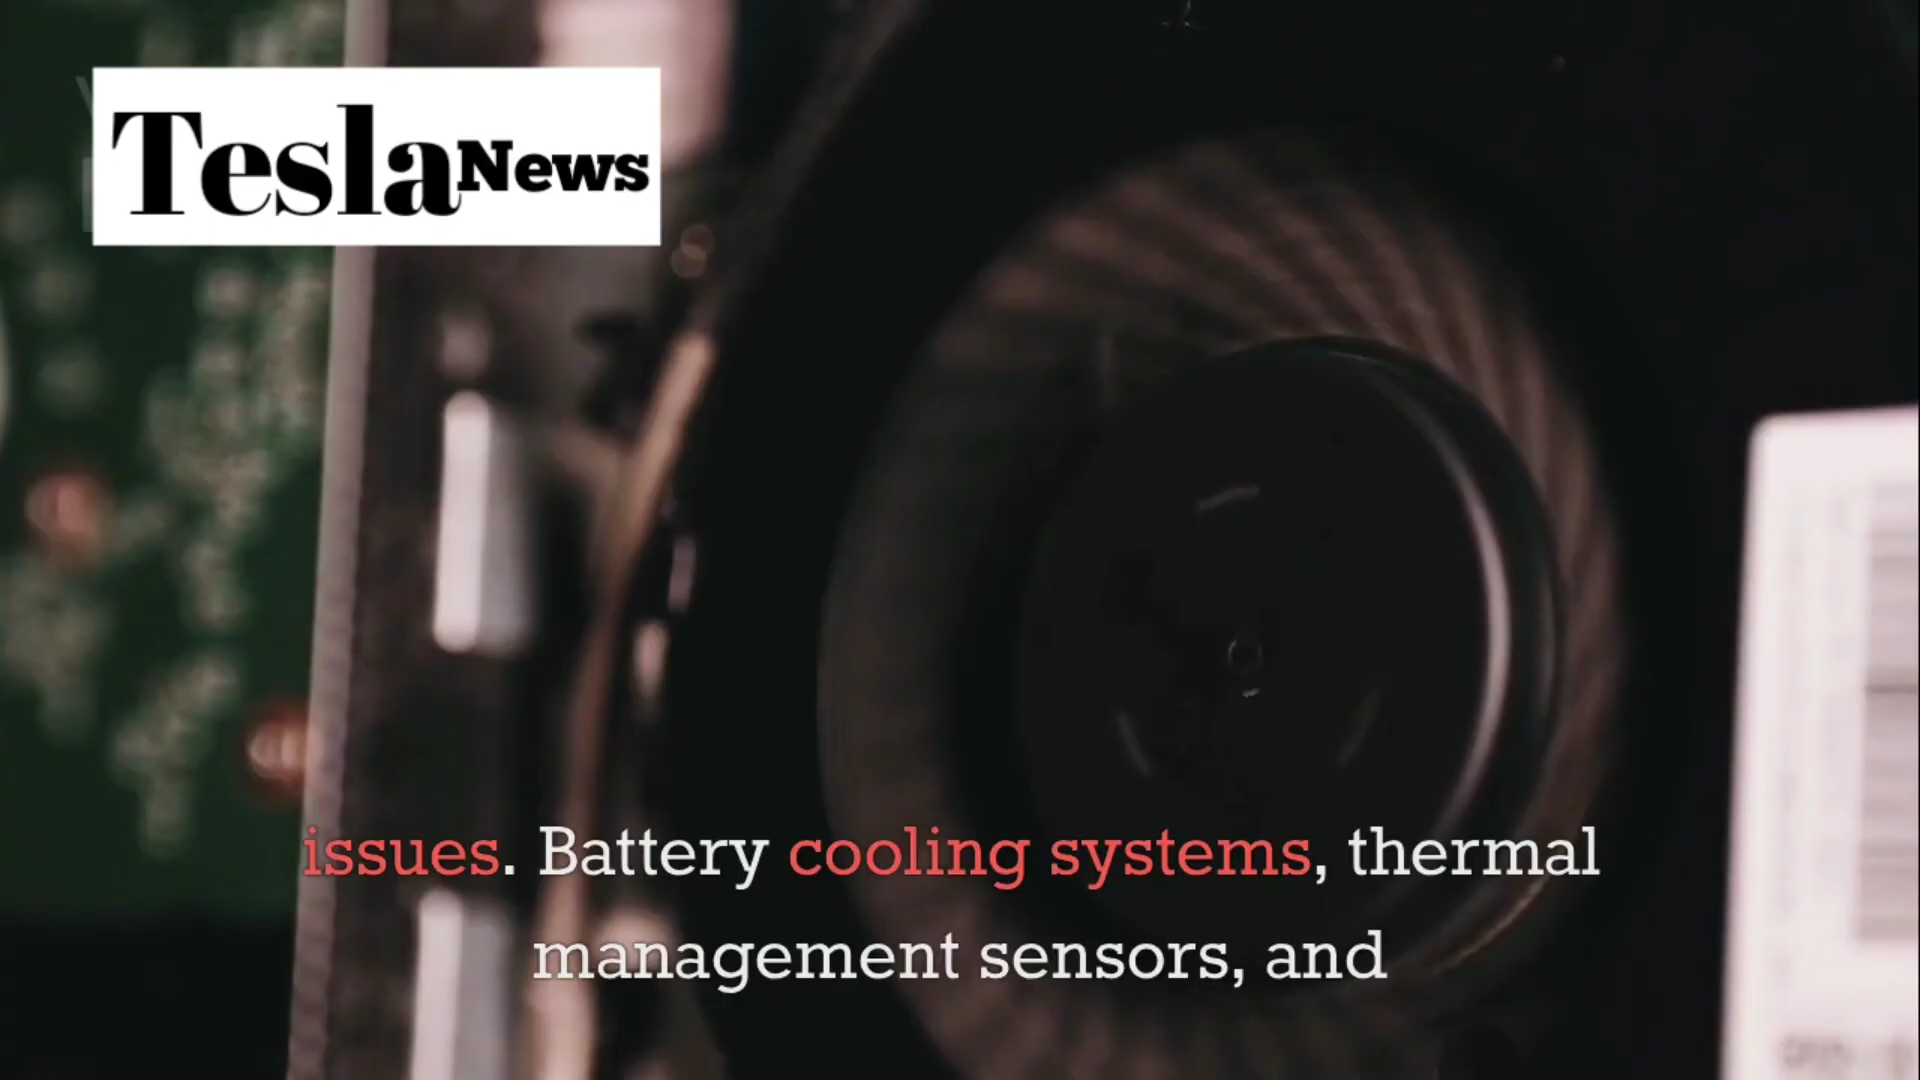 Tesla News
issues. Battery cooling systems, thermal
management sensors, and